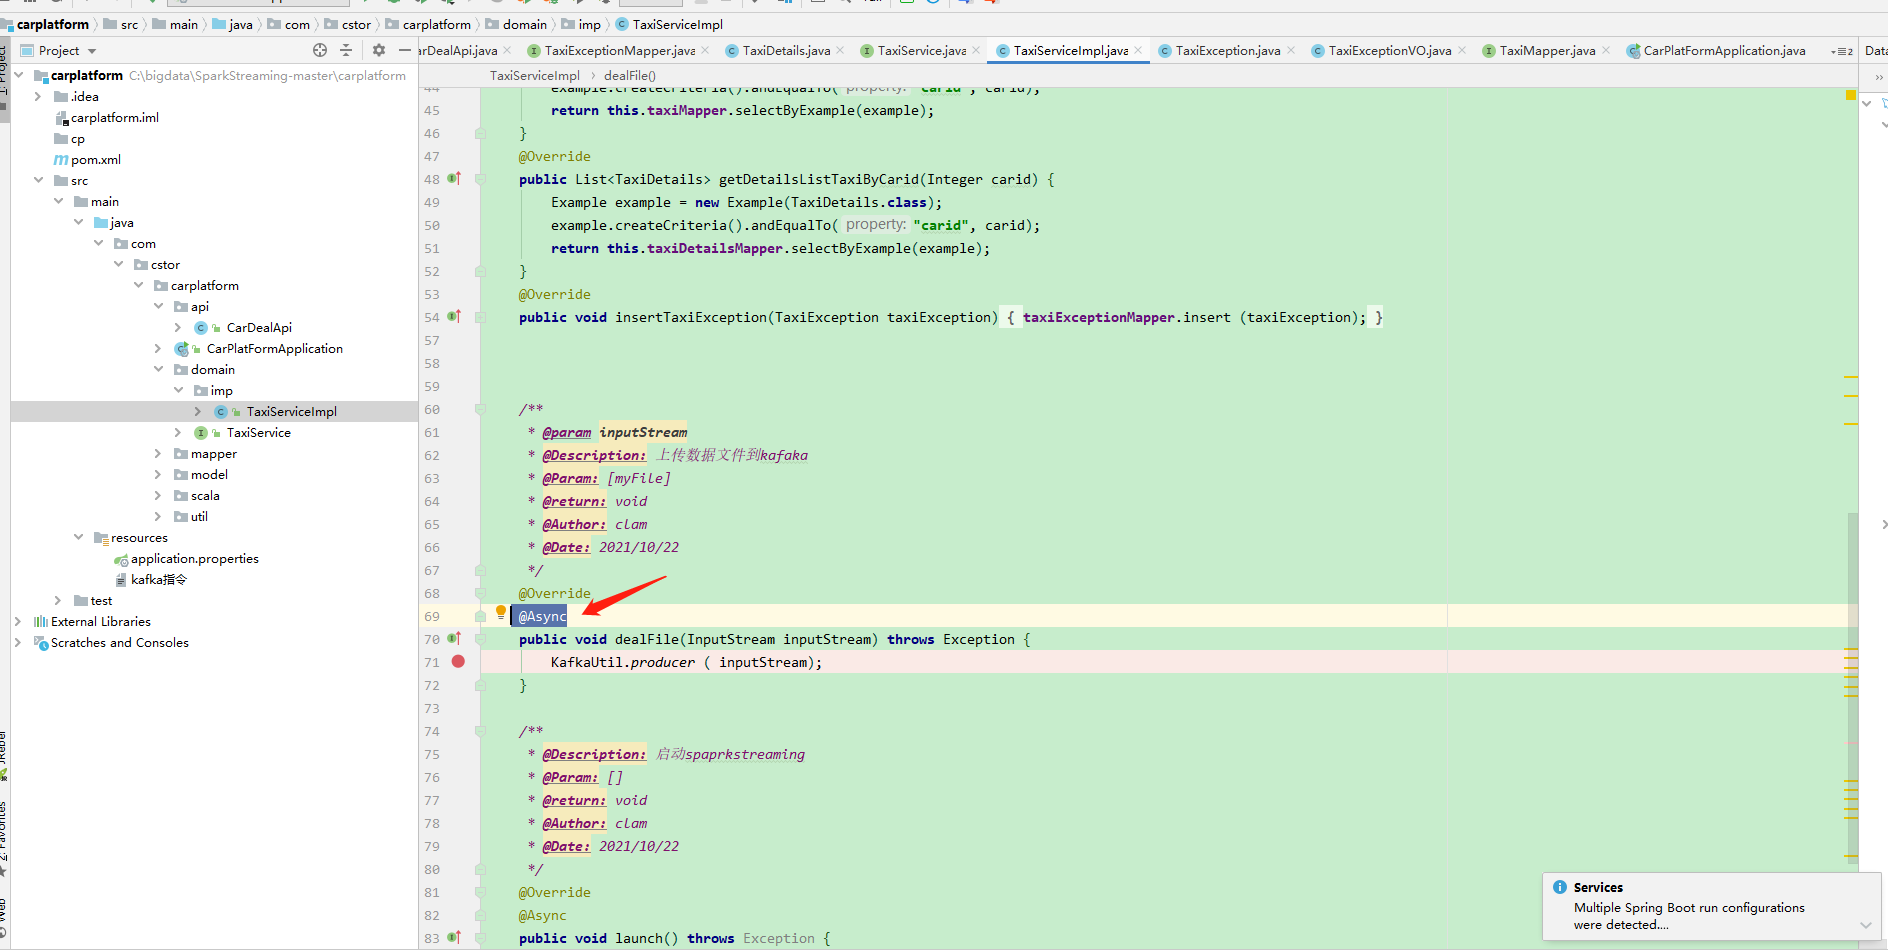 carplatform src main java com cstor carplatform domain imp TaxiServiceImpl
Project
arDealApi.java TaxiExceptionMapper.java TaxiDetails.java TaxiService.java TaxiServiceImpl.java TaxiException.java TaxiExceptionVO.java TaxiMapper.java CarPlatFormApplication.java 2 Data
TaxiServiceImpl dealFile()
carplatform C:\bigdata\SparkStreaming-master\carplatform
.idea
carplatform.iml
cp
pom.xml
src
main
java
com
cstor
carplatform
api
CarDealApi
CarPlatFormApplication
domain
imp
TaxiServiceImpl
TaxiService
mapper
model
scala
util
resources
application.properties
kafka指令
test
External Libraries
Scratches and Consoles
1: Project
JRebel
2: Favorites
Web
44 example.createCriteria().andEqualTo( property: "carid", carid);
45 return this.taxiMapper.selectByExample(example);
46 }
47 @Override
48 public List<TaxiDetails> getDetailsListTaxiByCarid(Integer carid) {
49 Example example = new Example(TaxiDetails.class);
50 example.createCriteria().andEqualTo( property: "carid", carid);
51 return this.taxiDetailsMapper.selectByExample(example);
52 }
53 @Override
54 public void insertTaxiException(TaxiException taxiException) { taxiExceptionMapper.insert (taxiException); }
57
58
59
60 /**
61 * @param inputStream
62 * @Description: 上传数据文件到kafaka
63 * @Param: [myFile]
64 * @return: void
65 * @Author: clam
66 * @Date: 2021/10/22
67 */
68 @Override
69 @Async
70 public void dealFile(InputStream inputStream) throws Exception {
71 KafkaUtil.producer ( inputStream);
72 }
73
74 /**
75 * @Description: 启动spaprkstreaming
76 * @Param: []
77 * @return: void
78 * @Author: clam
79 * @Date: 2021/10/22
80 */
81 @Override
82 @Async
83 public void launch() throws Exception {
Services
Multiple Spring Boot run configurations
were detected....